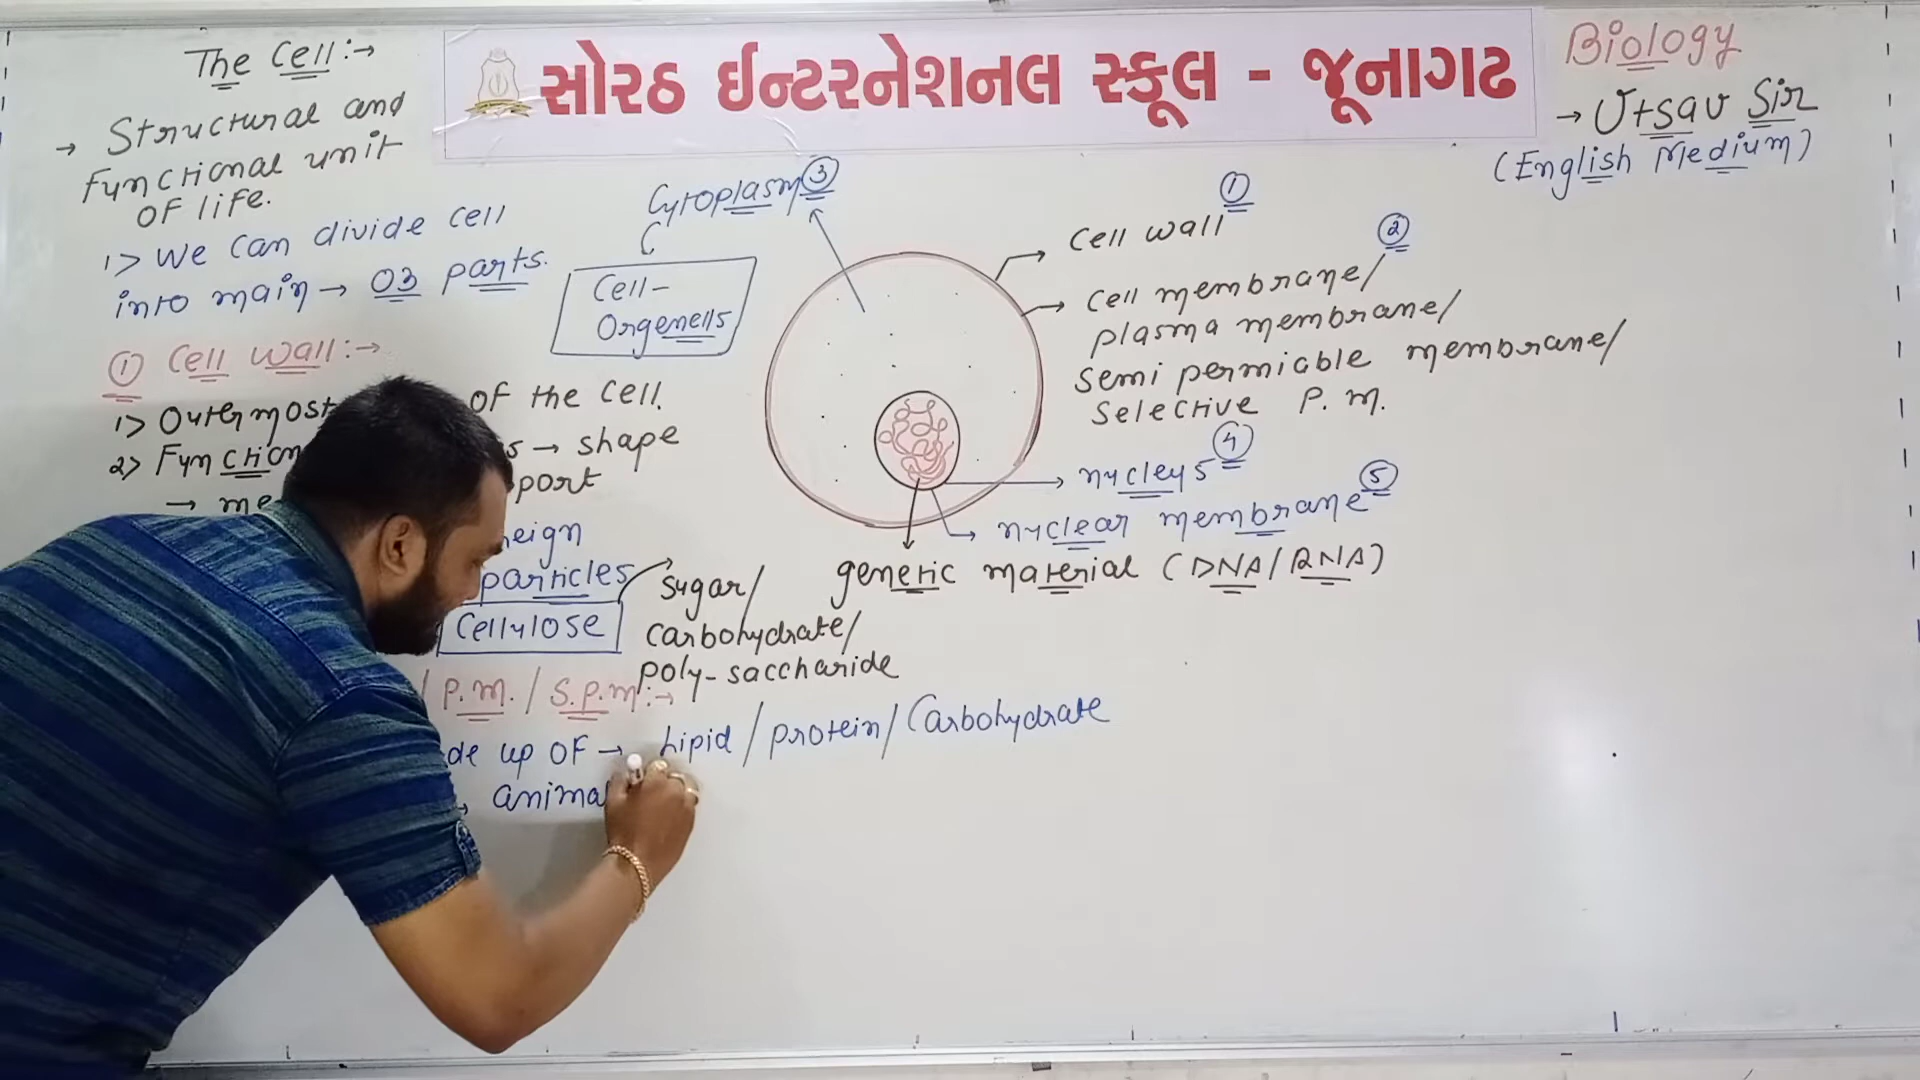 The Cell:→
→ Structural and
Functional unit
OF life.
1> We can divide cell
into main → 03 parts.
① Cell wall:→
1> Outermost of the cell.
2> Function s → shape
→ me port
eign
particles
Cellulose
/ P.M. / S.P.M:→
de up OF → Lipid / protein / Carbohydrate
→ anima
Sugar/
Carbohydrate/
poly-saccharide
સોરઠ ઈન્ટરનેશનલ સ્કૂલ - જૂનાગઢ
Biology
→ Utsav Sir
(English Medium)
Cytoplasm ③
Cell-
Orgenells
Cell wall ①
Cell membrane/ ②
plasma membrane/
Semi permiable membrane/
Selective P.M.
nucleus ④
nuclear membrane ⑤
genetic material (DNA/RNA)